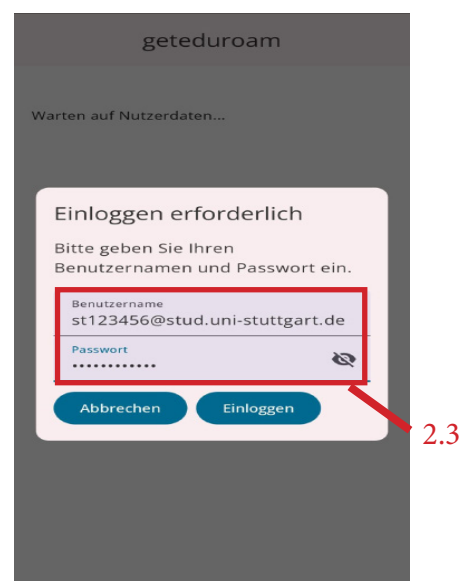 geteduroam
Warten auf Nutzerdaten...
Einloggen erforderlich
Bitte geben Sie Ihren
Benutzernamen und Passwort ein.
Benutzername
st123456@stud.uni-stuttgart.de
Passwort
••••••••••••
Abbrechen Einloggen
2.3